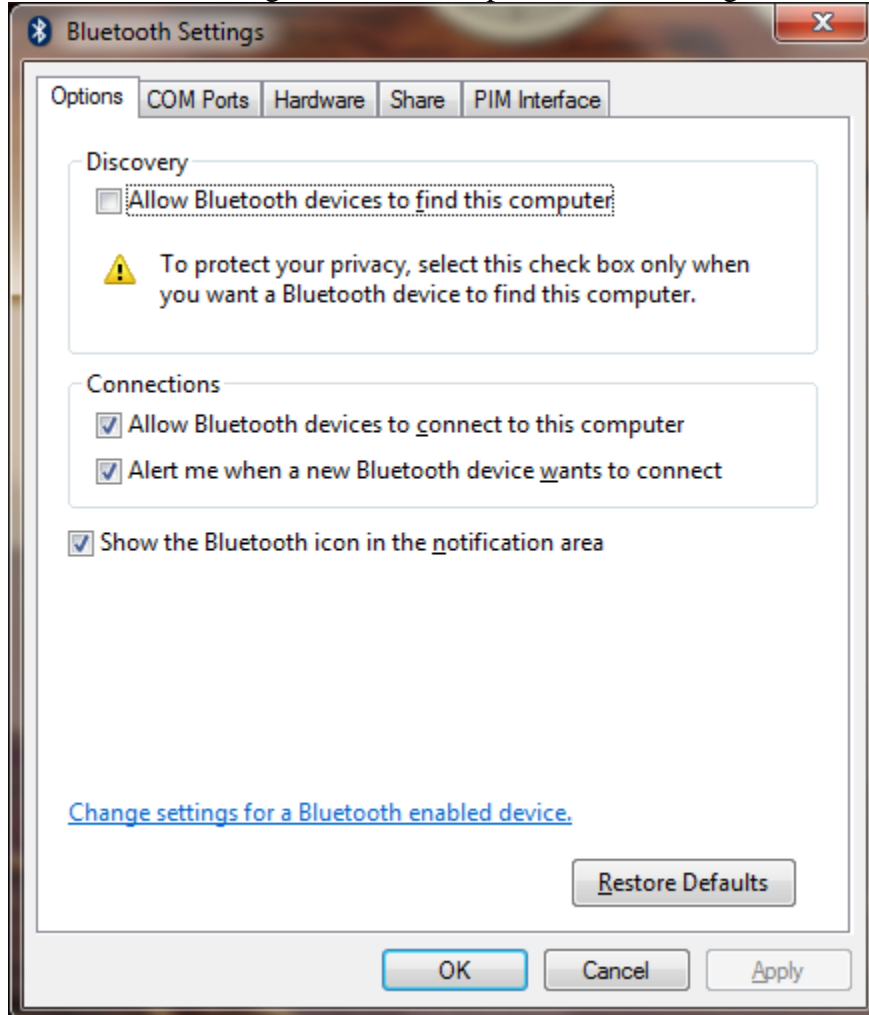 Bluetooth Settings
Options COM Ports Hardware Share PIM Interface
Discovery
Allow Bluetooth devices to find this computer
To protect your privacy, select this check box only when
you want a Bluetooth device to find this computer.
Connections
Allow Bluetooth devices to connect to this computer
Alert me when a new Bluetooth device wants to connect
Show the Bluetooth icon in the notification area
Change settings for a Bluetooth enabled device.
Restore Defaults
OK Cancel Apply